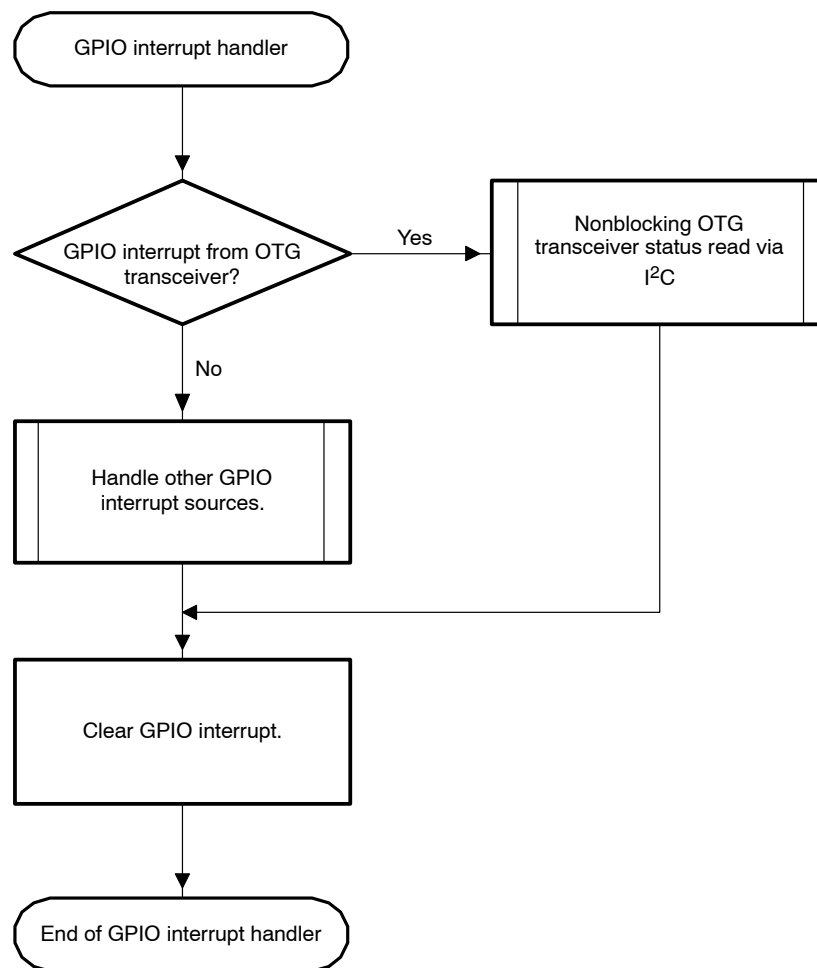 GPIO interrupt handler
GPIO interrupt from OTG
transceiver?
Yes
Nonblocking OTG
transceiver status read via
I²C
No
Handle other GPIO
interrupt sources.
Clear GPIO interrupt.
End of GPIO interrupt handler